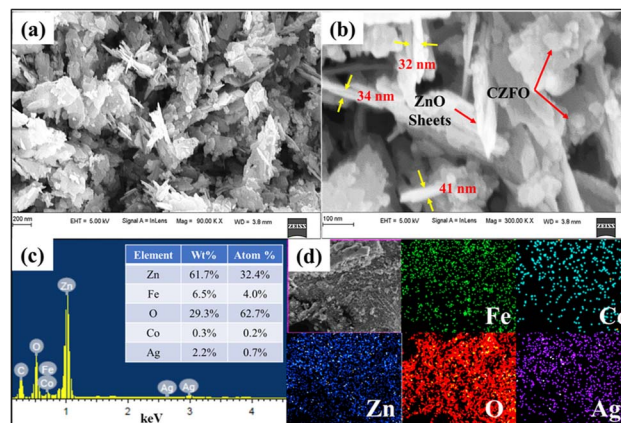 (a)
200 nm EHT = 5.00 kV Signal A = InLens Mag = 90.00 K X WD = 3.8 mm ZEISS
(b)
32 nm
34 nm
ZnO
Sheets
CZFO
41 nm
100 nm EHT = 5.00 kV Signal A = InLens Mag = 300.00 K X WD = 3.8 mm ZEISS
(c)
Element Wt% Atom %
Zn 61.7% 32.4%
Fe 6.5% 4.0%
O 29.3% 62.7%
Co 0.3% 0.2%
Ag 2.2% 0.7%
Zn
O
C
Fe
Co
Ag
Ag
1 2 3 4
keV
(d)
Fe
Co
Zn
O
Ag